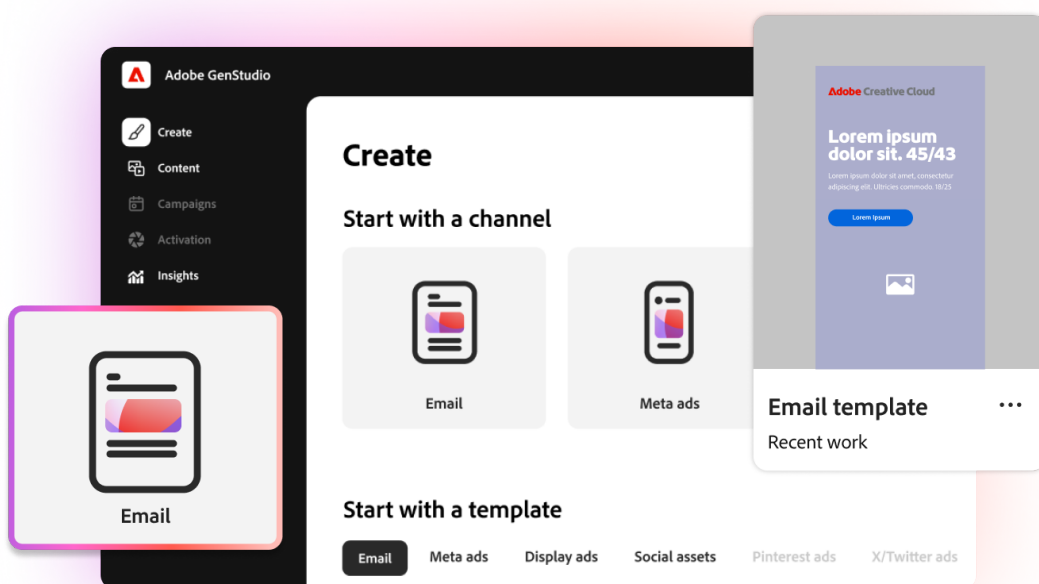 Adobe GenStudio
Create
Content
Campaigns
Activation
Insights
Email
Create
Start with a channel
Email
Meta ads
Start with a template
Email Meta ads Display ads Social assets Pinterest ads X/Twitter ads
Adobe Creative Cloud
Lorem ipsum
dolor sit. 45/43
Lorem ipsum dolor sit amet, consectetur
adipiscing elit. Ultricies commodo. 18/25
Lorem Ipsum
Email template
Recent work